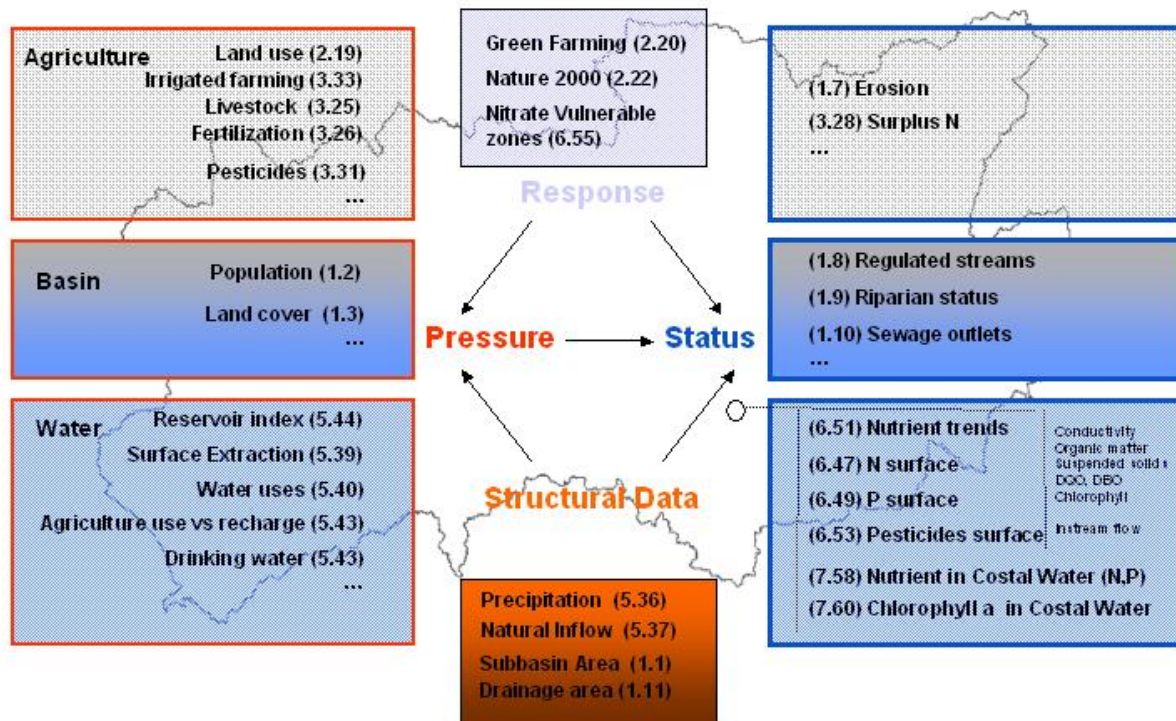 Agriculture
Land use (2.19)
Irrigated farming (3.33)
Livestock (3.25)
Fertilization (3.26)
Pesticides (3.31)
...
Green Farming (2.20)
Nature 2000 (2.22)
Nitrate Vulnerable
zones (6.55)
Response
(1.7) Erosion
(3.28) Surplus N
...
Basin
Population (1.2)
Land cover (1.3)
...
Pressure
Status
(1.8) Regulated streams
(1.9) Riparian status
(1.10) Sewage outlets
...
Water
Reservoir index (5.44)
Surface Extraction (5.39)
Water uses (5.40)
Agriculture use vs recharge (5.43)
Drinking water (5.43)
...
Structural Data
Precipitation (5.36)
Natural Inflow (5.37)
Subbasin Area (1.1)
Drainage area (1.11)
(6.51) Nutrient trends
(6.47) N surface
(6.49) P surface
(6.53) Pesticides surface
(7.58) Nutrient in Costal Water (N,P)
(7.60) Chlorophyll a in Costal Water
Conductivity
Organic matter
Suspended solids
DQO, DBO
Chlorophyll
Instream flow